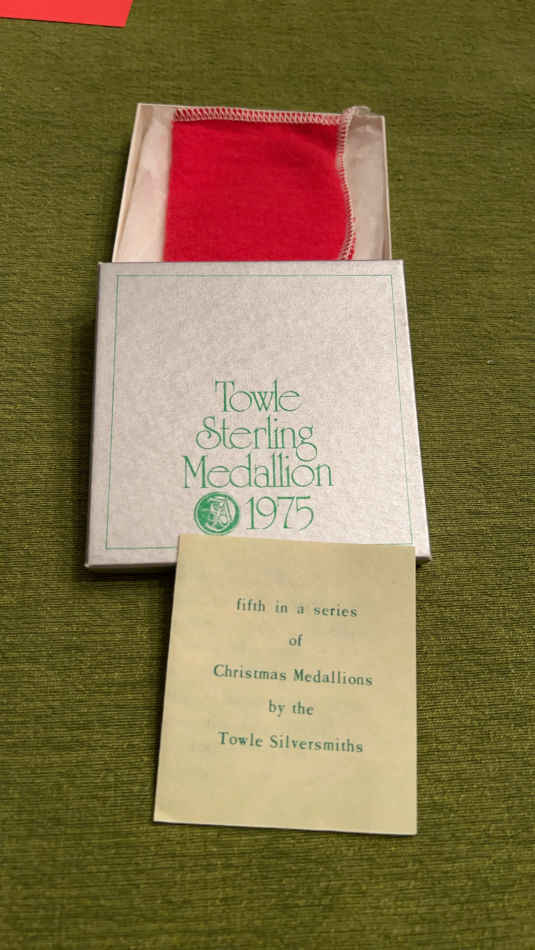 Towle
Sterling
Medallion
1975
fifth in a series
of
Christmas Medallions
by the
Towle Silversmiths